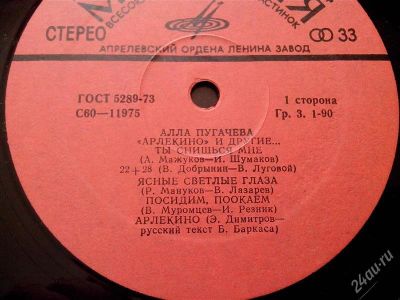 СТЕРЕО
33
АПРЕЛЕВСКИЙ ОРДЕНА ЛЕНИНА ЗАВОД
ГОСТ 5289-73
С60—11975
1 сторона
Гр. 3. 1-90
АЛЛА ПУГАЧЕВА
«АРЛЕКИНО» И ДРУГИЕ...
ТЫ СНИШЬСЯ МНЕ
(А. Мажуков—И. Шумаков)
22+28 (В. Добрынин—В. Луговой)
ЯСНЫЕ СВЕТЛЫЕ ГЛАЗА
(Р. Мануков—В. Лазарев)
ПОСИДИМ, ПООКАЕМ
(В. Муромцев—И. Резник)
АРЛЕКИНО (Э. Димитров—
русский текст Б. Баркаса)
24au.ru